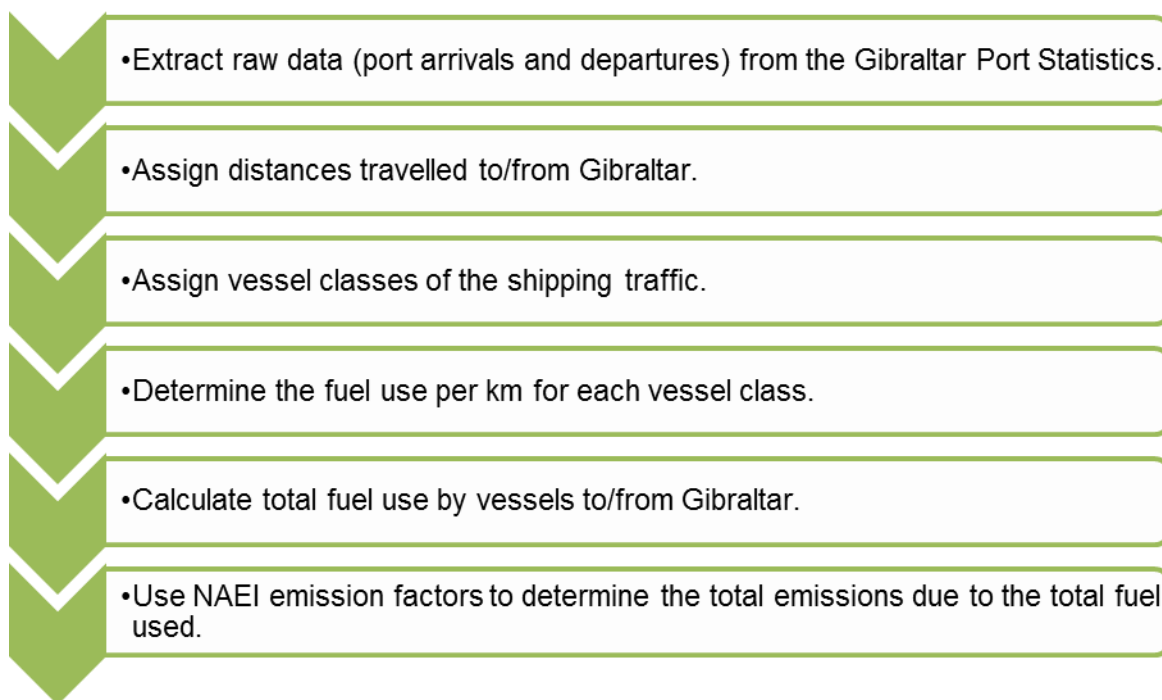 •Extract raw data (port arrivals and departures) from the Gibraltar Port Statistics.
•Assign distances travelled to/from Gibraltar.
•Assign vessel classes of the shipping traffic.
•Determine the fuel use per km for each vessel class.
•Calculate total fuel use by vessels to/from Gibraltar.
•Use NAEI emission factors to determine the total emissions due to the total fuel
used.